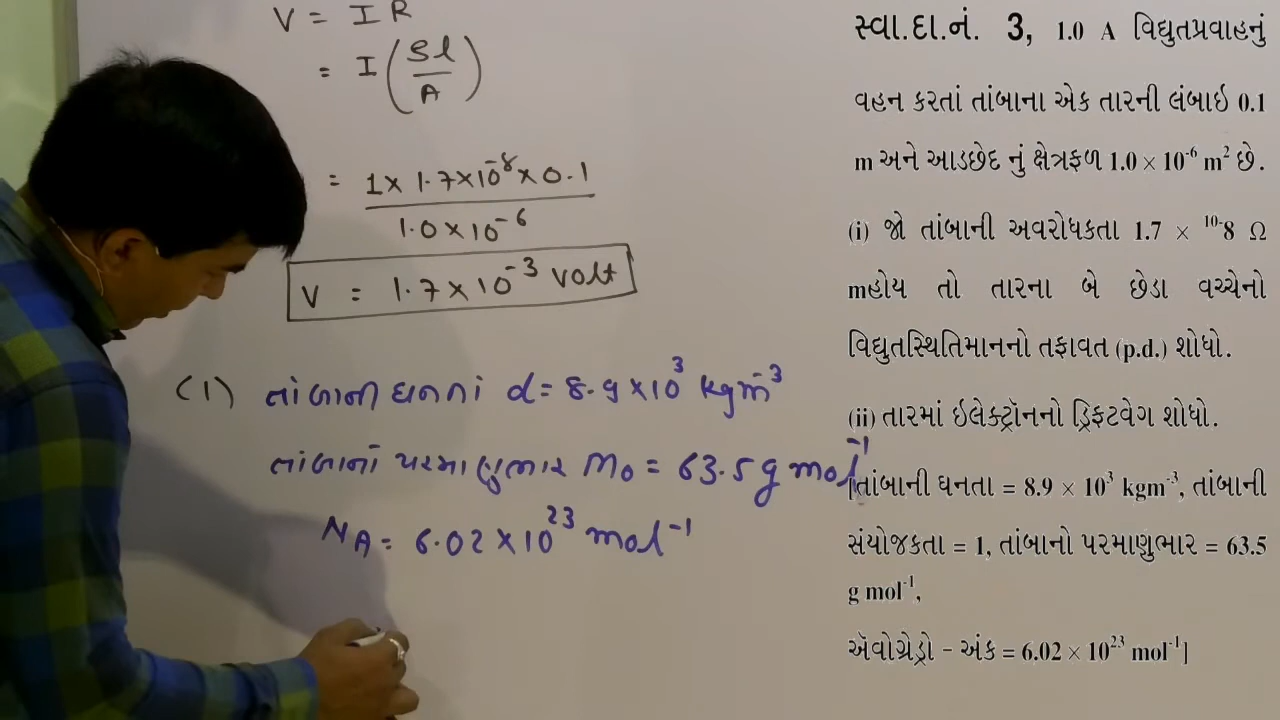 V = I R
= I (ρl / A)
= 1 × 1.7 × 10⁻⁸ × 0.1 / 1.0 × 10⁻⁶
V = 1.7 × 10⁻³ volt
(1) તાંબાની ઘનતા d = 8.9 × 10³ kgm⁻³
તાંબાનો પરમાણુભાર M₀ = 63.5 g mol⁻¹
NA = 6.02 × 10²³ mol⁻¹
સ્વા.દા.નં. 3, 1.0 A વિદ્યુતપ્રવાહનું
વહન કરતાં તાંબાના એક તારની લંબાઇ 0.1
m અને આડછેદ નું ક્ષેત્રફળ 1.0 × 10⁻⁶ m² છે.
(i) જો તાંબાની અવરોધકતા 1.7 × ¹⁰⁻8 Ω
mહોય તો તારના બે છેડા વચ્ચેનો
વિદ્યુતસ્થિતિમાનનો તફાવત (p.d.) શોધો.
(ii) તારમાં ઇલેક્ટ્રૉનનો ડ્રિફ્ટવેગ શોધો.
[તાંબાની ઘનતા = 8.9 × 10³ kgm⁻³, તાંબાની
સંયોજકતા = 1, તાંબાનો પરમાણુભાર = 63.5
g mol⁻¹,
ઍવોગ્રેડ્રો - અંક = 6.02 × 10²³ mol⁻¹]